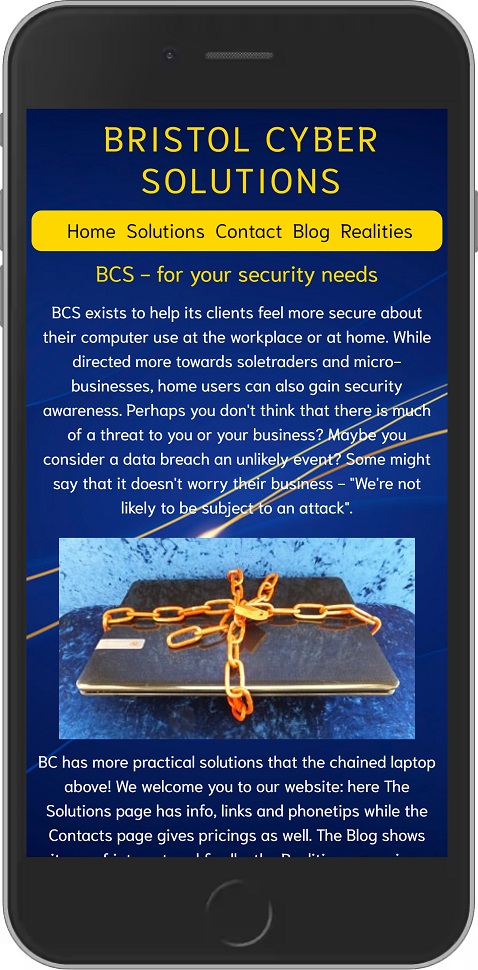 BRISTOL CYBER
SOLUTIONS
Home Solutions Contact Blog Realities
BCS – for your security needs
BCS exists to help its clients feel more secure about
their computer use at the workplace or at home. While
directed more towards soletraders and micro-
businesses, home users can also gain security
awareness. Perhaps you don't think that there is much
of a threat to you or your business? Maybe you
consider a data breach an unlikely event? Some might
say that it doesn't worry their business – "We're not
likely to be subject to an attack".
BC has more practical solutions that the chained laptop
above! We welcome you to our website: here The
Solutions page has info, links and phonetips while the
Contacts page gives pricings as well. The Blog shows